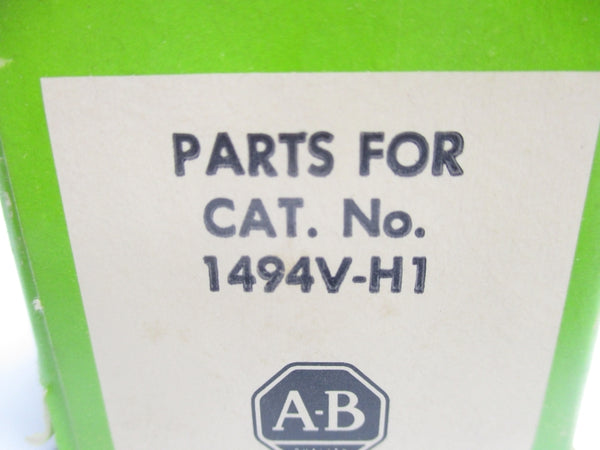 PARTS FOR
CAT. No.
1494V-H1
A-B